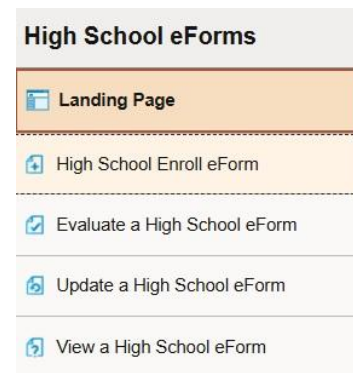 High School eForms
Landing Page
High School Enroll eForm
Evaluate a High School eForm
Update a High School eForm
View a High School eForm